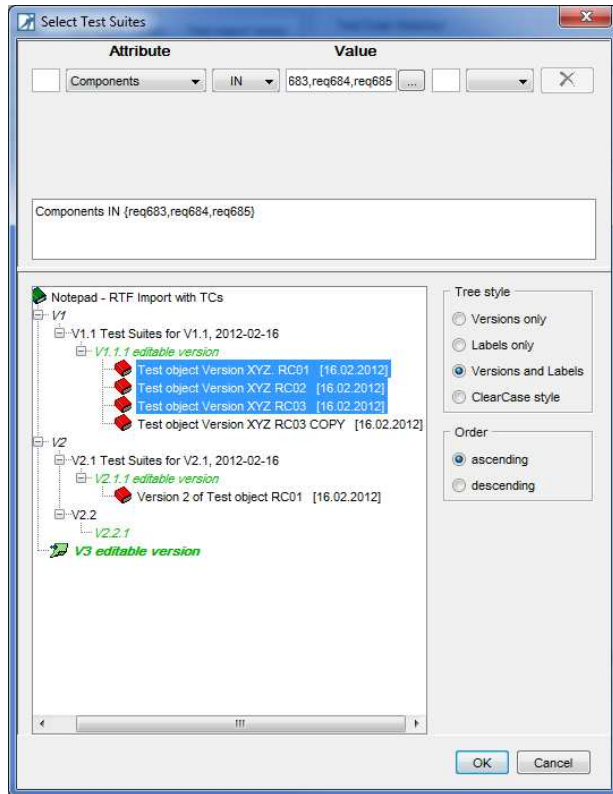 Select Test Suites
Attribute Value
Components IN 683,req684,req685 ...
Components IN {req683,req684,req685}
Notepad - RTF Import with TCs
V1
V1.1 Test Suites for V1.1, 2012-02-16
V1.1.1 editable version
Test object Version XYZ. RC01 [16.02.2012]
Test object Version XYZ RC02 [16.02.2012]
Test object Version XYZ RC03 [16.02.2012]
Test object Version XYZ RC03 COPY [16.02.2012]
V2
V2.1 Test Suites for V2.1, 2012-02-16
V2.1.1 editable version
Version 2 of Test object RC01 [16.02.2012]
V2.2
V2.2.1
V3 editable version
Tree style
Versions only
Labels only
Versions and Labels
ClearCase style
Order
ascending
descending
OK Cancel